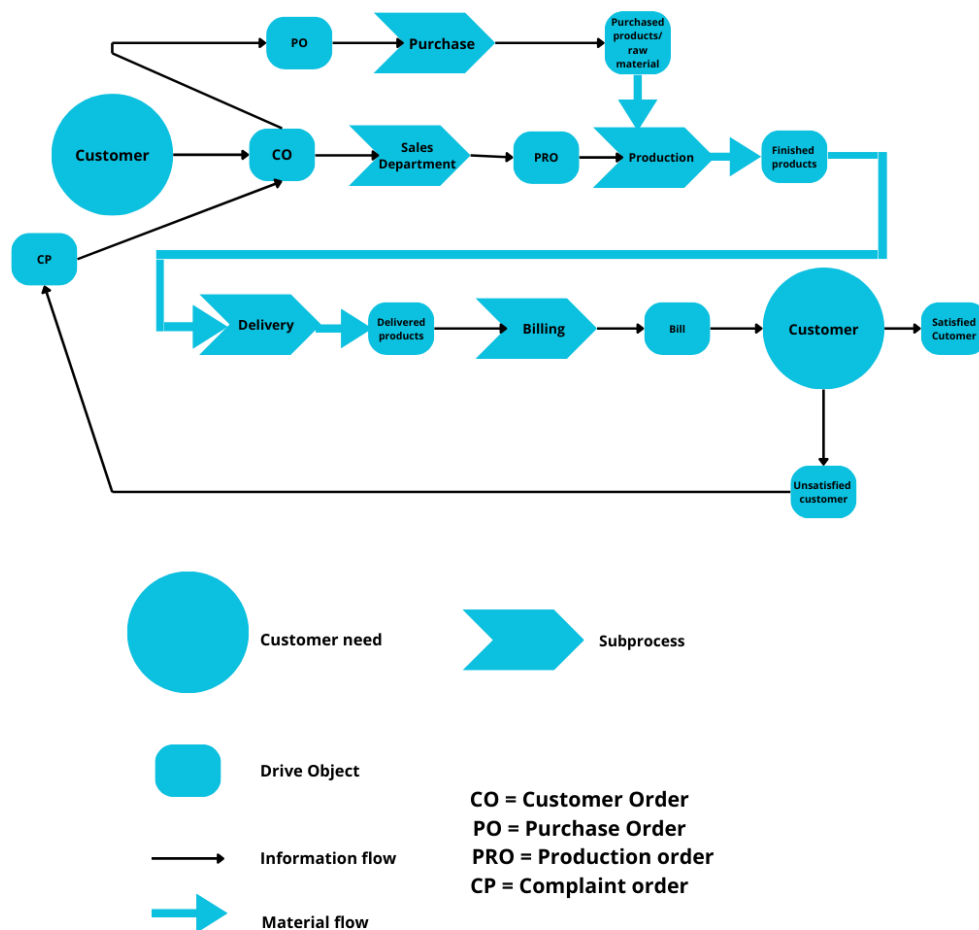 PO
Purchase
Purchased
products/
raw
material
Customer
CO
Sales
Department
PRO
Production
Finished
products
CP
Delivery
Delivered
products
Billing
Bill
Customer
Satisfied
Cutomer
Unsatisfied
customer
Customer need
Subprocess
Drive Object
CO = Customer Order
PO = Purchase Order
PRO = Production order
CP = Complaint order
Information flow
Material flow